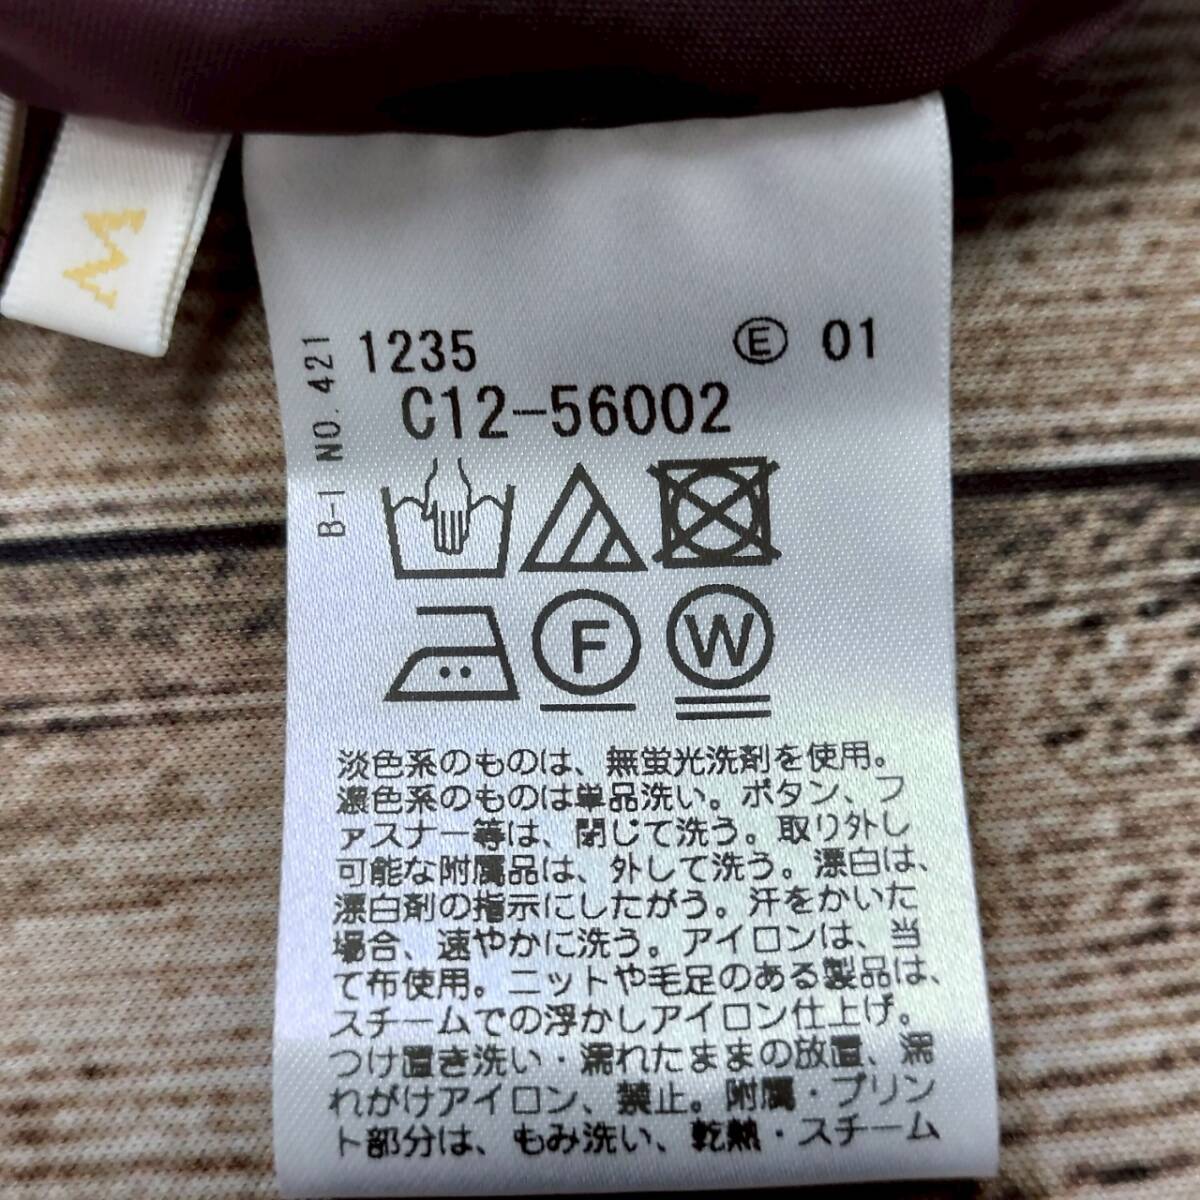 M
B-I NO. 421
1235 Ⓔ 01
C12-56002
F W
淡色系のものは、無蛍光洗剤を使用。
濃色系のものは単品洗い。ボタン、フ
ァスナー等は、閉じて洗う。取り外し
可能な附属品は、外して洗う。漂白は、
漂白剤の指示にしたがう。汗をかいた
場合、速やかに洗う。アイロンは、当
て布使用。ニットや毛足のある製品は、
スチームでの浮かしアイロン仕上げ。
つけ置き洗い・濡れたままの放置、濡
れがけアイロン、禁止。附属・プリン
ト部分は、もみ洗い、乾熱・スチーム